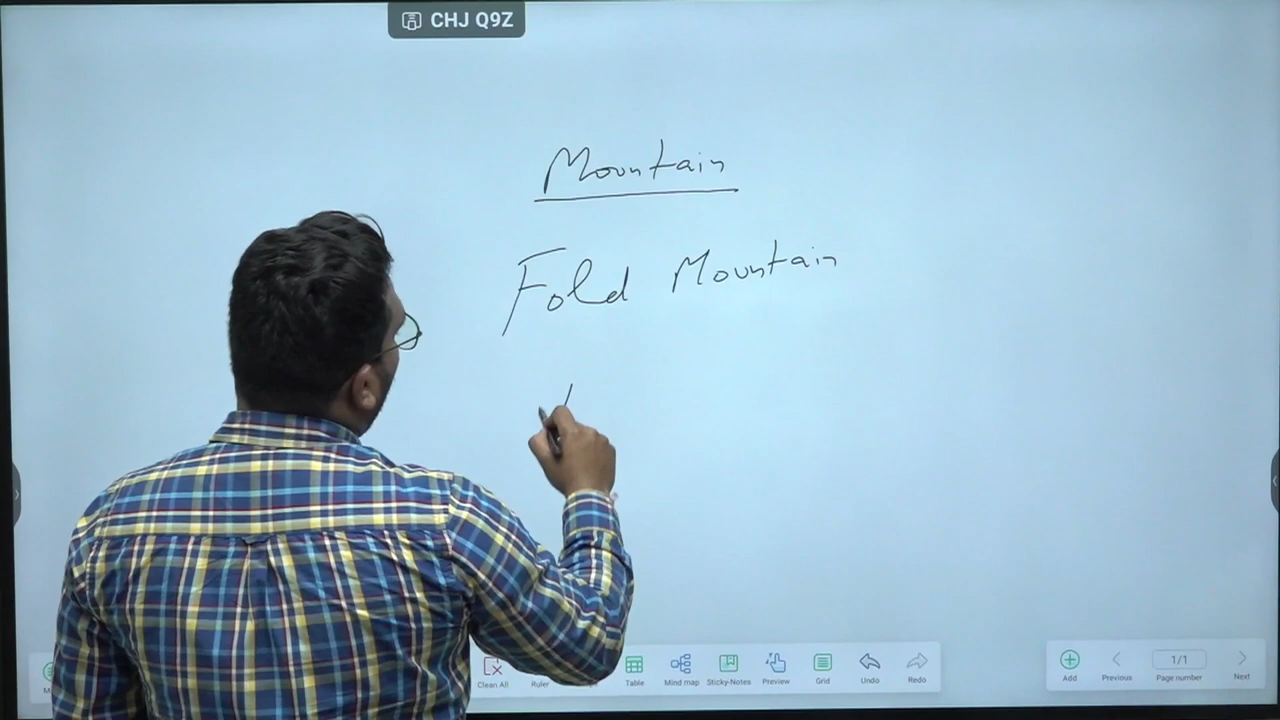 CHJ Q9Z
Mountain
Fold Mountain
Clean All
Ruler
Table
Mind map
Sticky-Notes
Preview
Grid
Undo
Redo
Add
Previous
1/1
Page number
Next